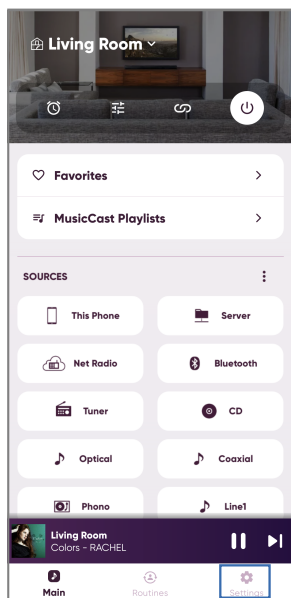 Living Room
Favorites
MusicCast Playlists
SOURCES
This Phone
Server
Net Radio
Bluetooth
Tuner
CD
Optical
Coaxial
Phono
Line1
Living Room
Colors - RACHEL
Main
Routines
Settings